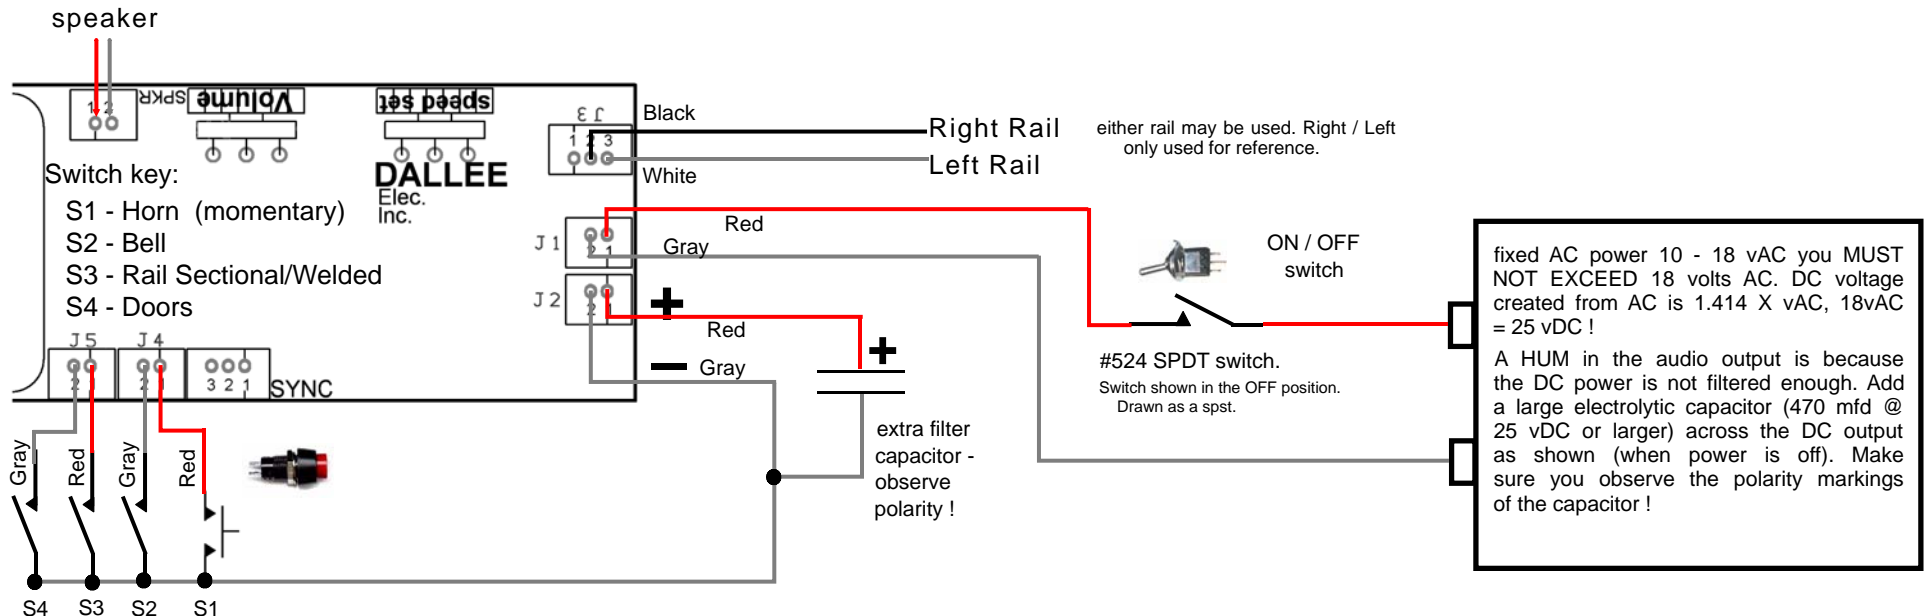 speaker
1 2
SPKR
Volume
speed set
J 3
1 2 3
Black
White
Right Rail
Left Rail
either rail may be used. Right / Left
only used for reference.
DALLEE
Elec.
Inc.
Switch key:
S1 - Horn (momentary)
S2 - Bell
S3 - Rail Sectional/Welded
S4 - Doors
J 1
2 1
Red
Gray
J 2
2 1
+
Red
Gray
+
extra filter
capacitor -
observe
polarity !
ON / OFF
switch
#524 SPDT switch.
Switch shown in the OFF position.
Drawn as a spst.
fixed AC power 10 - 18 vAC you MUST
NOT EXCEED 18 volts AC. DC voltage
created from AC is 1.414 X vAC, 18vAC
= 25 vDC !
A HUM in the audio output is because
the DC power is not filtered enough. Add
a large electrolytic capacitor (470 mfd @
25 vDC or larger) across the DC output
as shown (when power is off). Make
sure you observe the polarity markings
of the capacitor !
J 5
2 1
J 4
2 1
3 2 1
SYNC
Gray
Red
Gray
Red
S4
S3
S2
S1